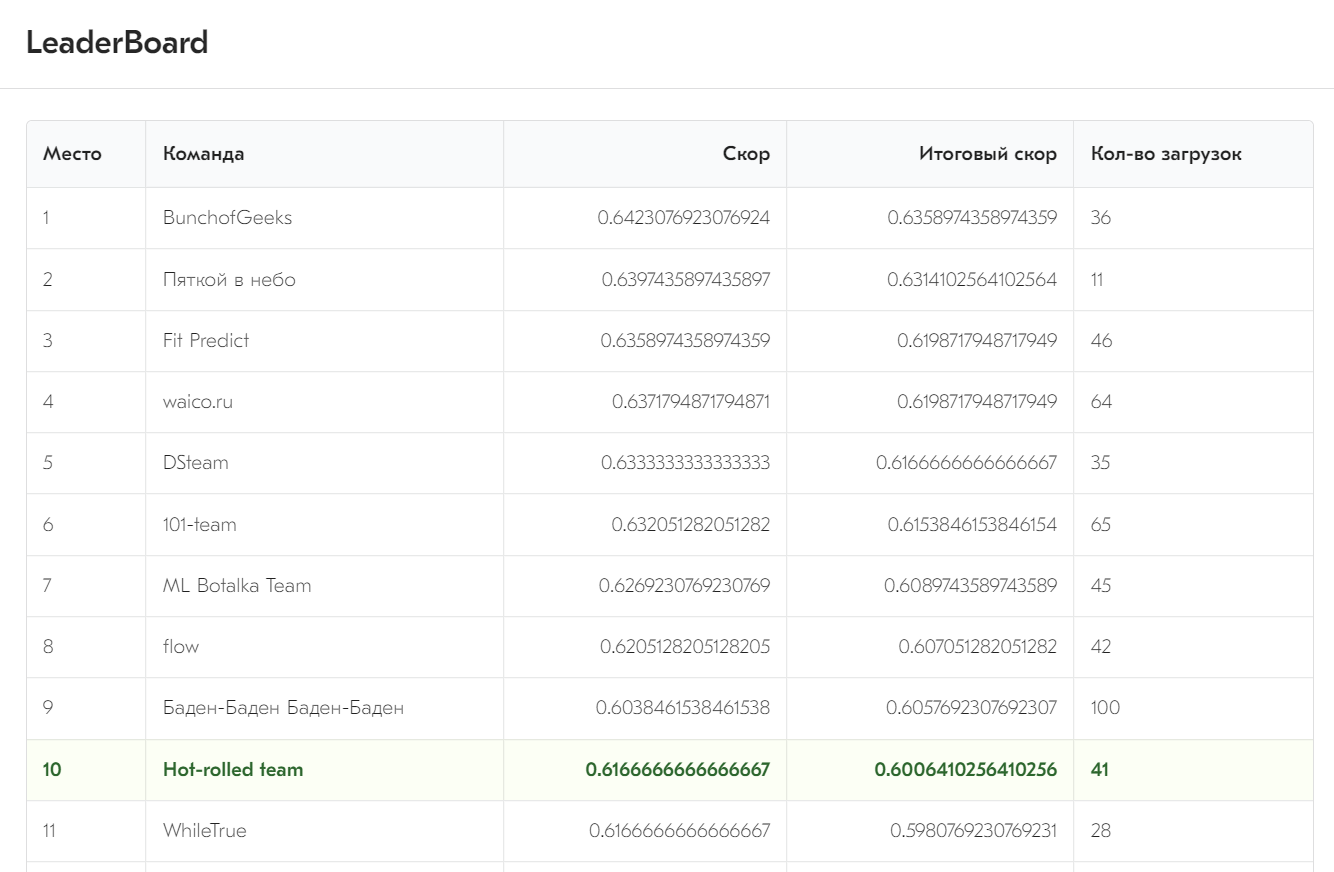 LeaderBoard
Место Команда Скор Итоговый скор Кол-во загрузок
1 BunchofGeeks 0.6423076923076924 0.6358974358974359 36
2 Пяткой в небо 0.6397435897435897 0.6314102564102564 11
3 Fit Predict 0.6358974358974359 0.6198717948717949 46
4 waico.ru 0.6371794871794871 0.6198717948717949 64
5 DSteam 0.6333333333333333 0.6166666666666667 35
6 101-team 0.632051282051282 0.6153846153846154 65
7 ML Botalka Team 0.6269230769230769 0.6089743589743589 45
8 flow 0.6205128205128205 0.607051282051282 42
9 Баден-Баден Баден-Баден 0.6038461538461538 0.6057692307692307 100
10 Hot-rolled team 0.6166666666666667 0.6006410256410256 41
11 WhileTrue 0.6166666666666667 0.5980769230769231 28